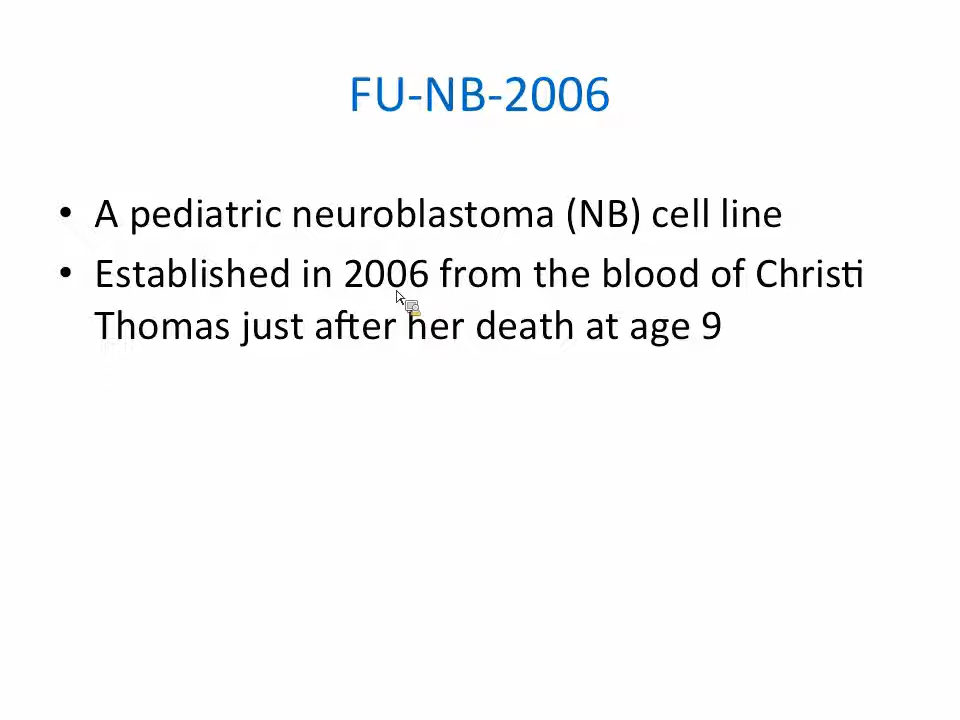 FU-NB-2006
• A pediatric neuroblastoma (NB) cell line
• Established in 2006 from the blood of Christi
Thomas just after her death at age 9